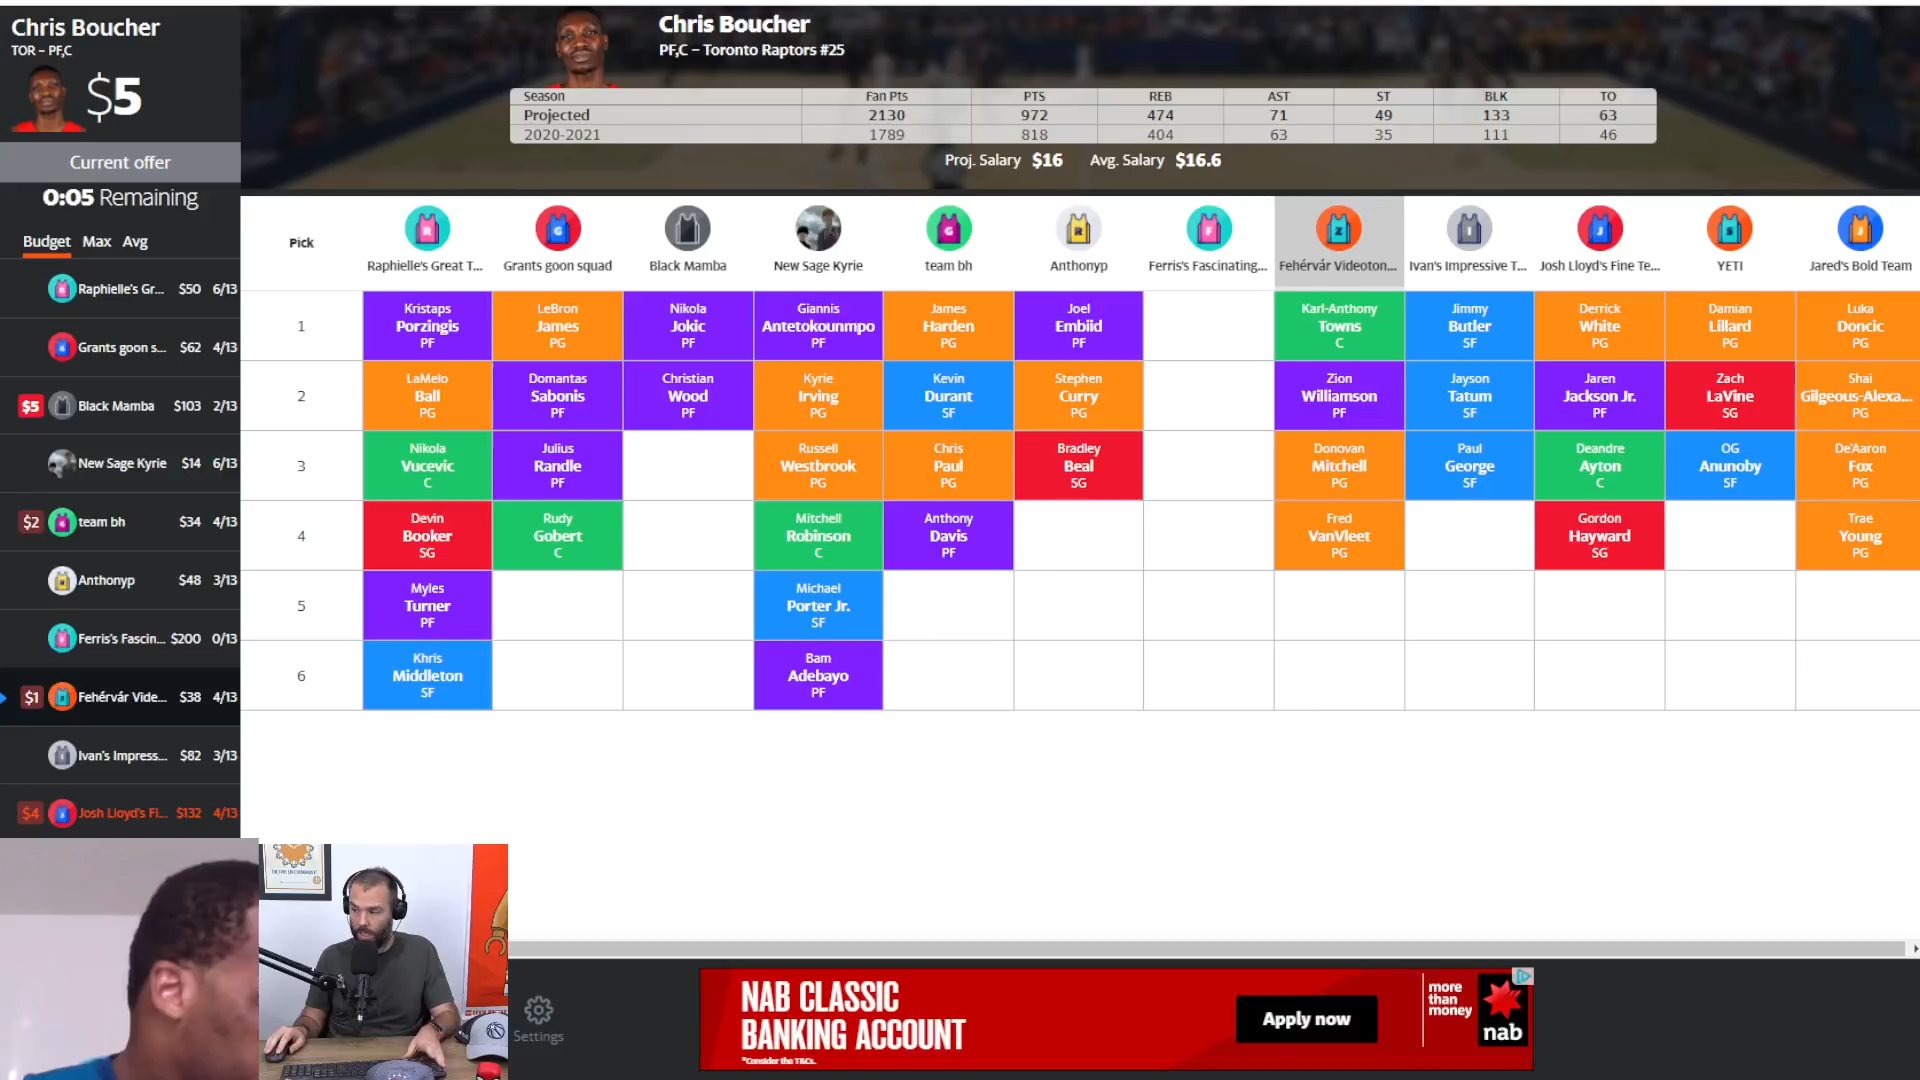 Chris Boucher
TOR – PF,C
$5
Current offer
0:05 Remaining
Budget Max Avg
Raphielle's Gr... $50 6/13
Grants goon s... $62 4/13
$5 Black Mamba $103 2/13
New Sage Kyrie $14 6/13
$2 team bh $34 4/13
Anthonyp $48 3/13
Ferris's Fascin... $200 0/13
$1 Fehérvár Vide... $38 4/13
Ivan's Impress... $82 3/13
$4 Josh Lloyd's Fi... $132 4/13
Chris Boucher
PF,C – Toronto Raptors #25
Season Fan Pts PTS REB AST ST BLK TO
Projected 2130 972 474 71 49 133 63
2020-2021 1789 818 404 63 35 111 46
Proj. Salary $16 Avg. Salary $16.6
Pick Raphielle's Great T... Grants goon squad Black Mamba New Sage Kyrie team bh Anthonyp Ferris's Fascinating... Fehérvár Videoton... Ivan's Impressive T... Josh Lloyd's Fine Te... YETI Jared's Bold Team
Kristaps LeBron Nikola Giannis James Joel Karl-Anthony Jimmy Derrick Damian Luka
1 Porzingis James Jokic Antetokounmpo Harden Embiid Towns Butler White Lillard Doncic
PF PG PF PF PG PF C SF PG PG PG
LaMelo Domantas Christian Kyrie Kevin Stephen Zion Jayson Jaren Zach Shai
2 Ball Sabonis Wood Irving Durant Curry Williamson Tatum Jackson Jr. LaVine Gilgeous-Alexa...
PG PF PF PG SF PG PF SF PF SG PG
Nikola Julius Russell Chris Bradley Donovan Paul Deandre OG De'Aaron
3 Vucevic Randle Westbrook Paul Beal Mitchell George Ayton Anunoby Fox
C PF PG PG SG PG SF C SF PG
Devin Rudy Mitchell Anthony Fred Gordon Trae
4 Booker Gobert Robinson Davis VanVleet Hayward Young
SG C C PF PG SG PG
Myles Michael
5 Turner Porter Jr.
PF SF
Khris Bam
6 Middleton Adebayo
SF PF
Settings
NAB CLASSIC
BANKING ACCOUNT
*Consider the T&Cs.
Apply now
more
than
money
nab